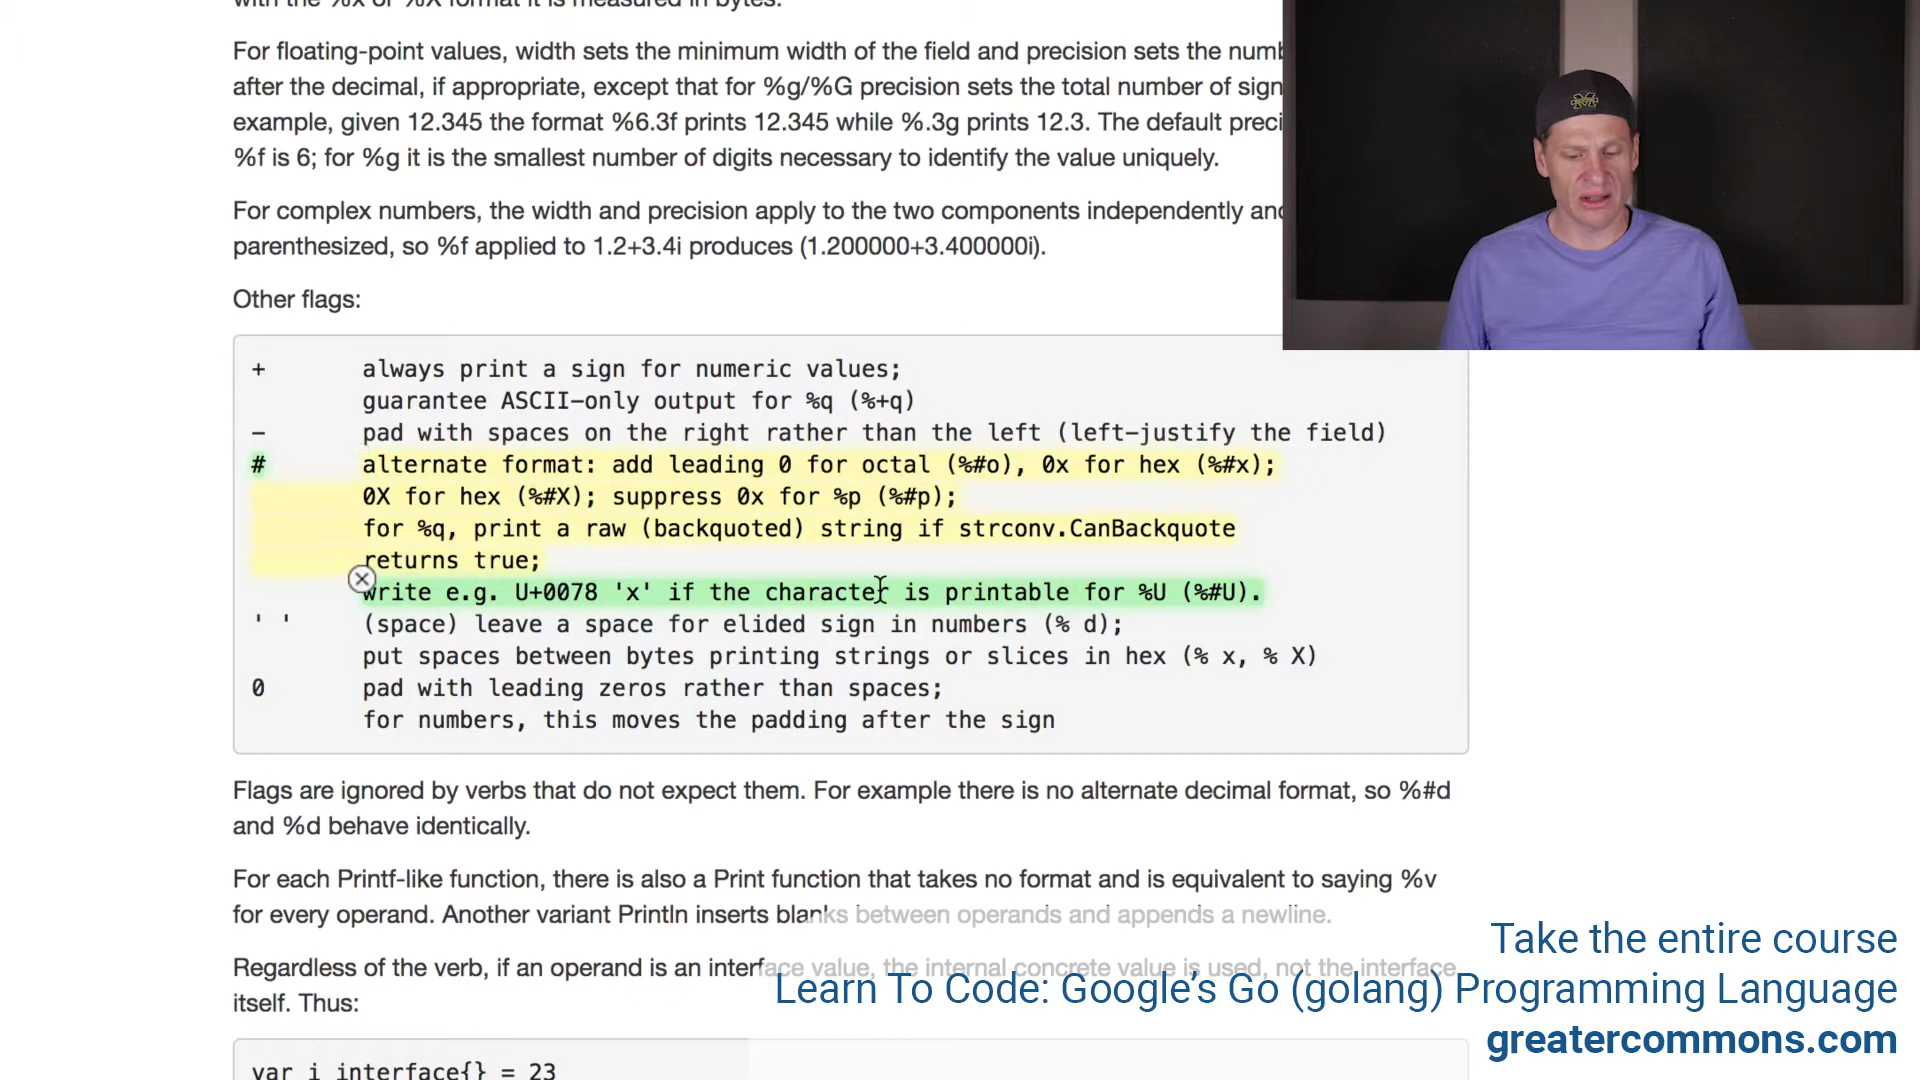 with the %x or %X format it is measured in bytes.
For floating-point values, width sets the minimum width of the field and precision sets the
after the decimal, if appropriate, except that for %g/%G precision sets the total number of
example, given 12.345 the format %6.3f prints 12.345 while %.3g prints 12.3. The default
%f is 6; for %g it is the smallest number of digits necessary to identify the value uniquely.
For complex numbers, the width and precision apply to the two components independently
parenthesized, so %f applied to 1.2+3.4i produces (1.200000+3.400000i).
Other flags:
+ always print a sign for numeric values;
guarantee ASCII-only output for %q (%+q)
- pad with spaces on the right rather than the left (left-justify the field)
# alternate format: add leading 0 for octal (%#o), 0x for hex (%#x);
0X for hex (%#X); suppress 0x for %p (%#p);
for %q, print a raw (backquoted) string if strconv.CanBackquote
returns true;
write e.g. U+0078 'x' if the character is printable for %U (%#U).
' ' (space) leave a space for elided sign in numbers (% d);
put spaces between bytes printing strings or slices in hex (% x, % X)
0 pad with leading zeros rather than spaces;
for numbers, this moves the padding after the sign
Flags are ignored by verbs that do not expect them. For example there is no alternate decimal format, so %#d
and %d behave identically.
For each Printf-like function, there is also a Print function that takes no format and is equivalent to saying %v
for every operand. Another variant Println inserts blanks between operands and appends a newline.
Regardless of the verb, if an operand is an interface value, the internal concrete value is used, not the interface
itself. Thus:
var i interface{} = 23
Take the entire course
Learn To Code: Google's Go (golang) Programming Language
greatercommons.com